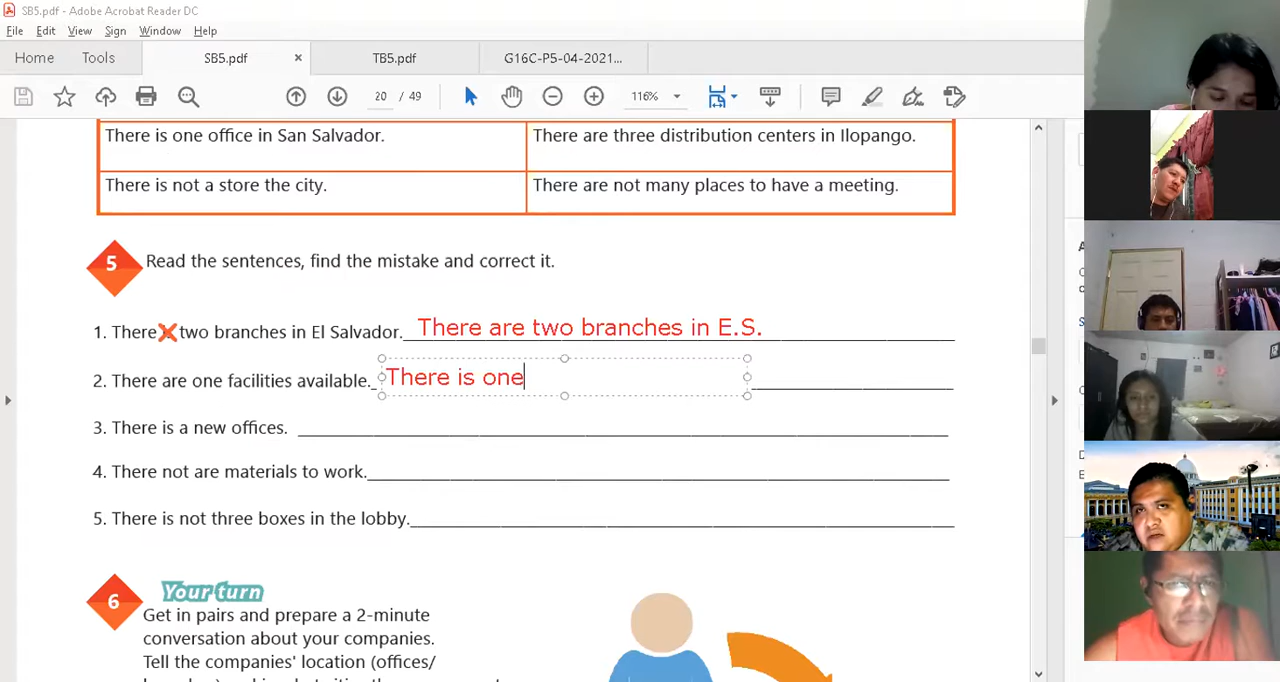 SB5.pdf - Adobe Acrobat Reader DC
File Edit View Sign Window Help
Home Tools SB5.pdf × TB5.pdf G16C-P5-04-2021...
20 / 49 116%
There is one office in San Salvador. There are three distribution centers in Ilopango.
There is not a store the city. There are not many places to have a meeting.
5 Read the sentences, find the mistake and correct it.
1. There two branches in El Salvador. There are two branches in E.S.
2. There are one facilities available. There is one
3. There is a new offices.
4. There not are materials to work.
5. There is not three boxes in the lobby.
6 Your turn
Get in pairs and prepare a 2-minute
conversation about your companies.
Tell the companies' location (offices/